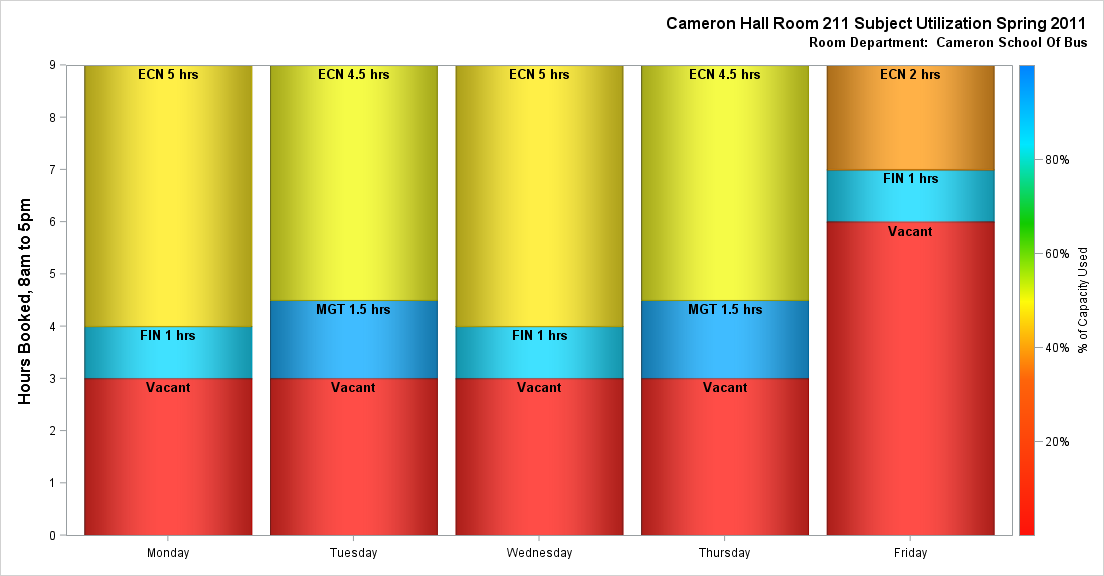 Cameron Hall Room 211 Subject Utilization Spring 2011
Room Department:  Cameron School Of Bus
Hours Booked, 8am to 5pm
9
8
7
6
5
4
3
2
1
0
ECN 5 hrs
FIN 1 hrs
Vacant
ECN 4.5 hrs
MGT 1.5 hrs
Vacant
ECN 5 hrs
FIN 1 hrs
Vacant
ECN 4.5 hrs
MGT 1.5 hrs
Vacant
ECN 2 hrs
FIN 1 hrs
Vacant
Monday
Tuesday
Wednesday
Thursday
Friday
80%
60%
40%
20%
% of Capacity Used